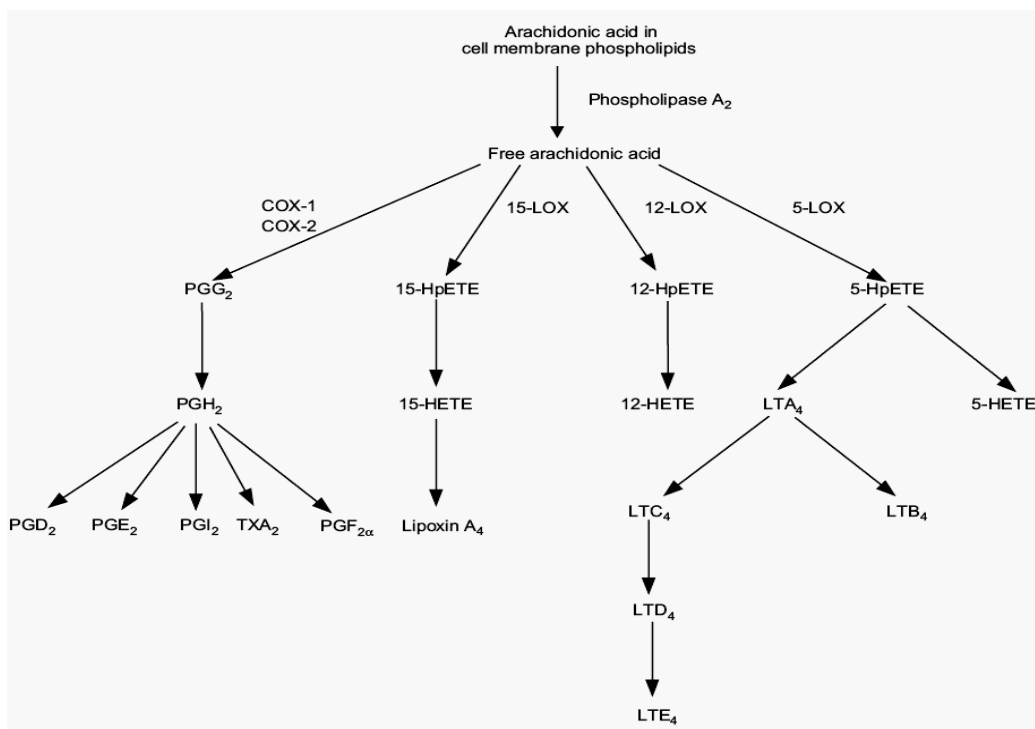 Arachidonic acid in
cell membrane phospholipids
Phospholipase A₂
Free arachidonic acid
COX-1
COX-2
15-LOX
12-LOX
5-LOX
PGG₂
15-HpETE
12-HpETE
5-HpETE
PGH₂
15-HETE
12-HETE
LTA₄
5-HETE
PGD₂
PGE₂
PGI₂
TXA₂
PGF₂α
Lipoxin A₄
LTC₄
LTB₄
LTD₄
LTE₄